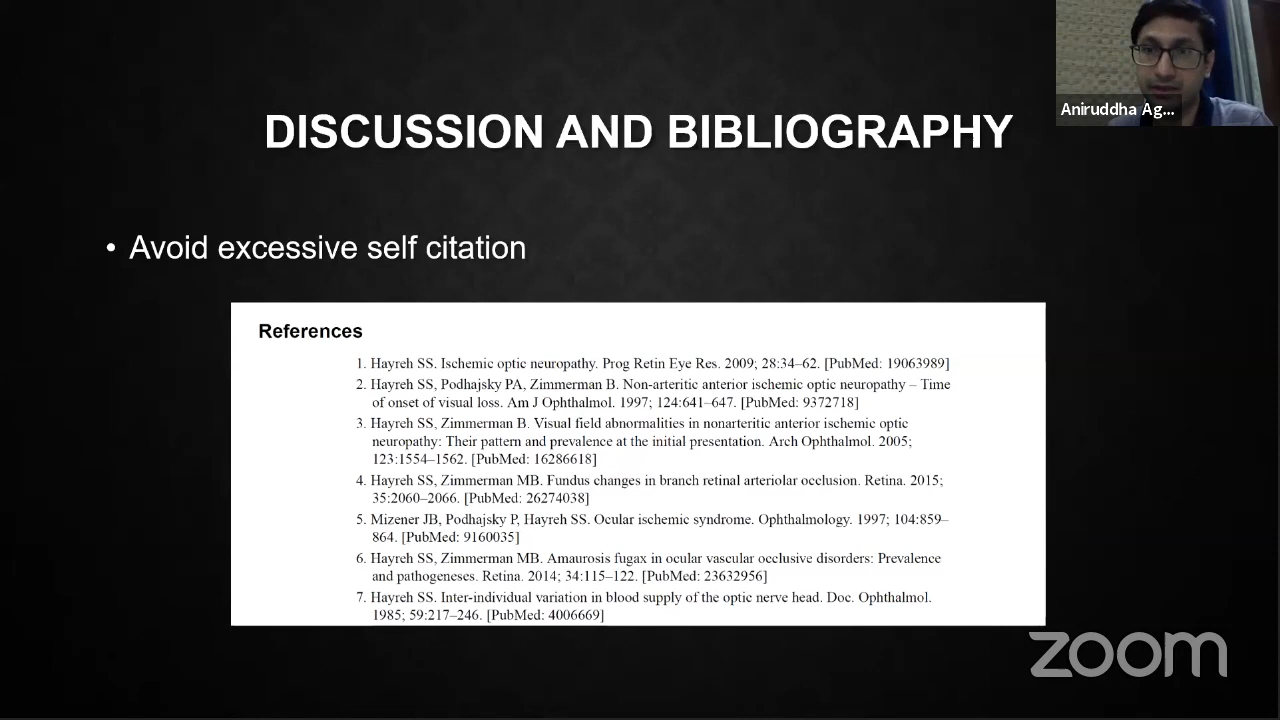 Aniruddha Ag...
DISCUSSION AND BIBLIOGRAPHY
• Avoid excessive self citation
References
1. Hayreh SS. Ischemic optic neuropathy. Prog Retin Eye Res. 2009; 28:34–62. [PubMed: 19063989]
2. Hayreh SS, Podhajsky PA, Zimmerman B. Non-arteritic anterior ischemic optic neuropathy – Time
of onset of visual loss. Am J Ophthalmol. 1997; 124:641–647. [PubMed: 9372718]
3. Hayreh SS, Zimmerman B. Visual field abnormalities in nonarteritic anterior ischemic optic
neuropathy: Their pattern and prevalence at the initial presentation. Arch Ophthalmol. 2005;
123:1554–1562. [PubMed: 16286618]
4. Hayreh SS, Zimmerman MB. Fundus changes in branch retinal arteriolar occlusion. Retina. 2015;
35:2060–2066. [PubMed: 26274038]
5. Mizener JB, Podhajsky P, Hayreh SS. Ocular ischemic syndrome. Ophthalmology. 1997; 104:859–
864. [PubMed: 9160035]
6. Hayreh SS, Zimmerman MB. Amaurosis fugax in ocular vascular occlusive disorders: Prevalence
and pathogeneses. Retina. 2014; 34:115–122. [PubMed: 23632956]
7. Hayreh SS. Inter-individual variation in blood supply of the optic nerve head. Doc. Ophthalmol.
1985; 59:217–246. [PubMed: 4006669]
zoom